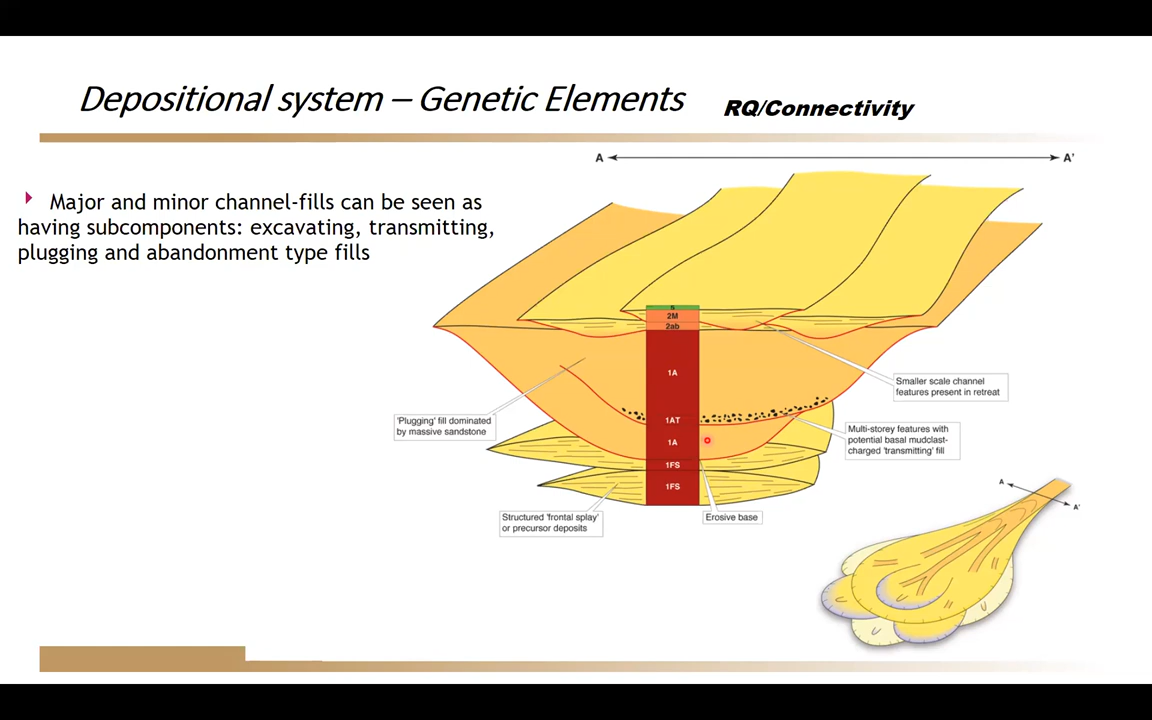 Depositional system – Genetic Elements
RQ/Connectivity
A
A'
Major and minor channel-fills can be seen as
having subcomponents: excavating, transmitting,
plugging and abandonment type fills
2M
2ab
1A
1AT
1A
1FS
1FS
Smaller scale channel
features present in retreat
'Plugging' fill dominated
by massive sandstone
Multi-storey features with
potential basal mudclast-
charged 'transmitting' fill
Structured 'frontal splay'
or precursor deposits
Erosive base
A
A'